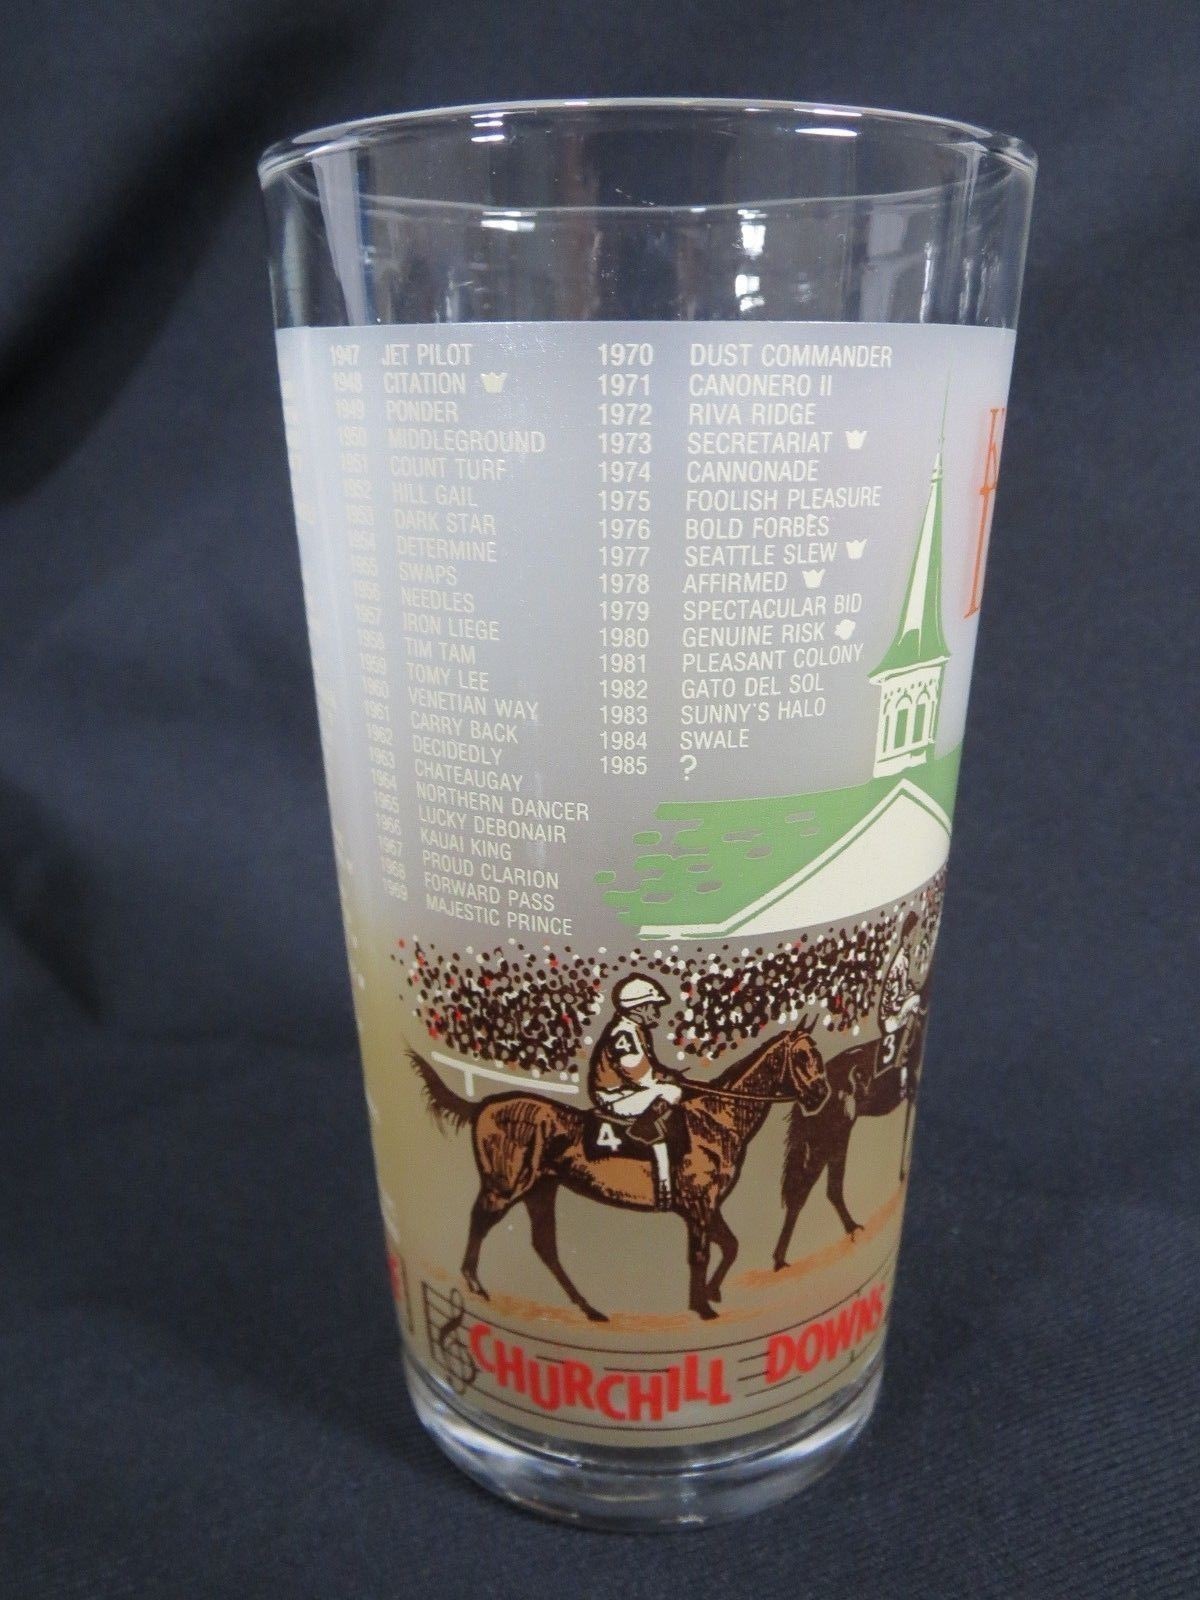 1947 JET PILOT
1948 CITATION
1949 PONDER
1950 MIDDLEGROUND
1951 COUNT TURF
1952 HILL GAIL
1953 DARK STAR
1954 DETERMINE
1955 SWAPS
1956 NEEDLES
1957 IRON LIEGE
1958 TIM TAM
1959 TOMY LEE
1960 VENETIAN WAY
1961 CARRY BACK
1962 DECIDEDLY
1963 CHATEAUGAY
1964 NORTHERN DANCER
1965 LUCKY DEBONAIR
1966 KAUAI KING
1967 PROUD CLARION
1968 FORWARD PASS
1969 MAJESTIC PRINCE
1970 DUST COMMANDER
1971 CANONERO II
1972 RIVA RIDGE
1973 SECRETARIAT
1974 CANNONADE
1975 FOOLISH PLEASURE
1976 BOLD FORBES
1977 SEATTLE SLEW
1978 AFFIRMED
1979 SPECTACULAR BID
1980 GENUINE RISK
1981 PLEASANT COLONY
1982 GATO DEL SOL
1983 SUNNY'S HALO
1984 SWALE
1985 ?
4
4
3
CHURCHILL DOWNS